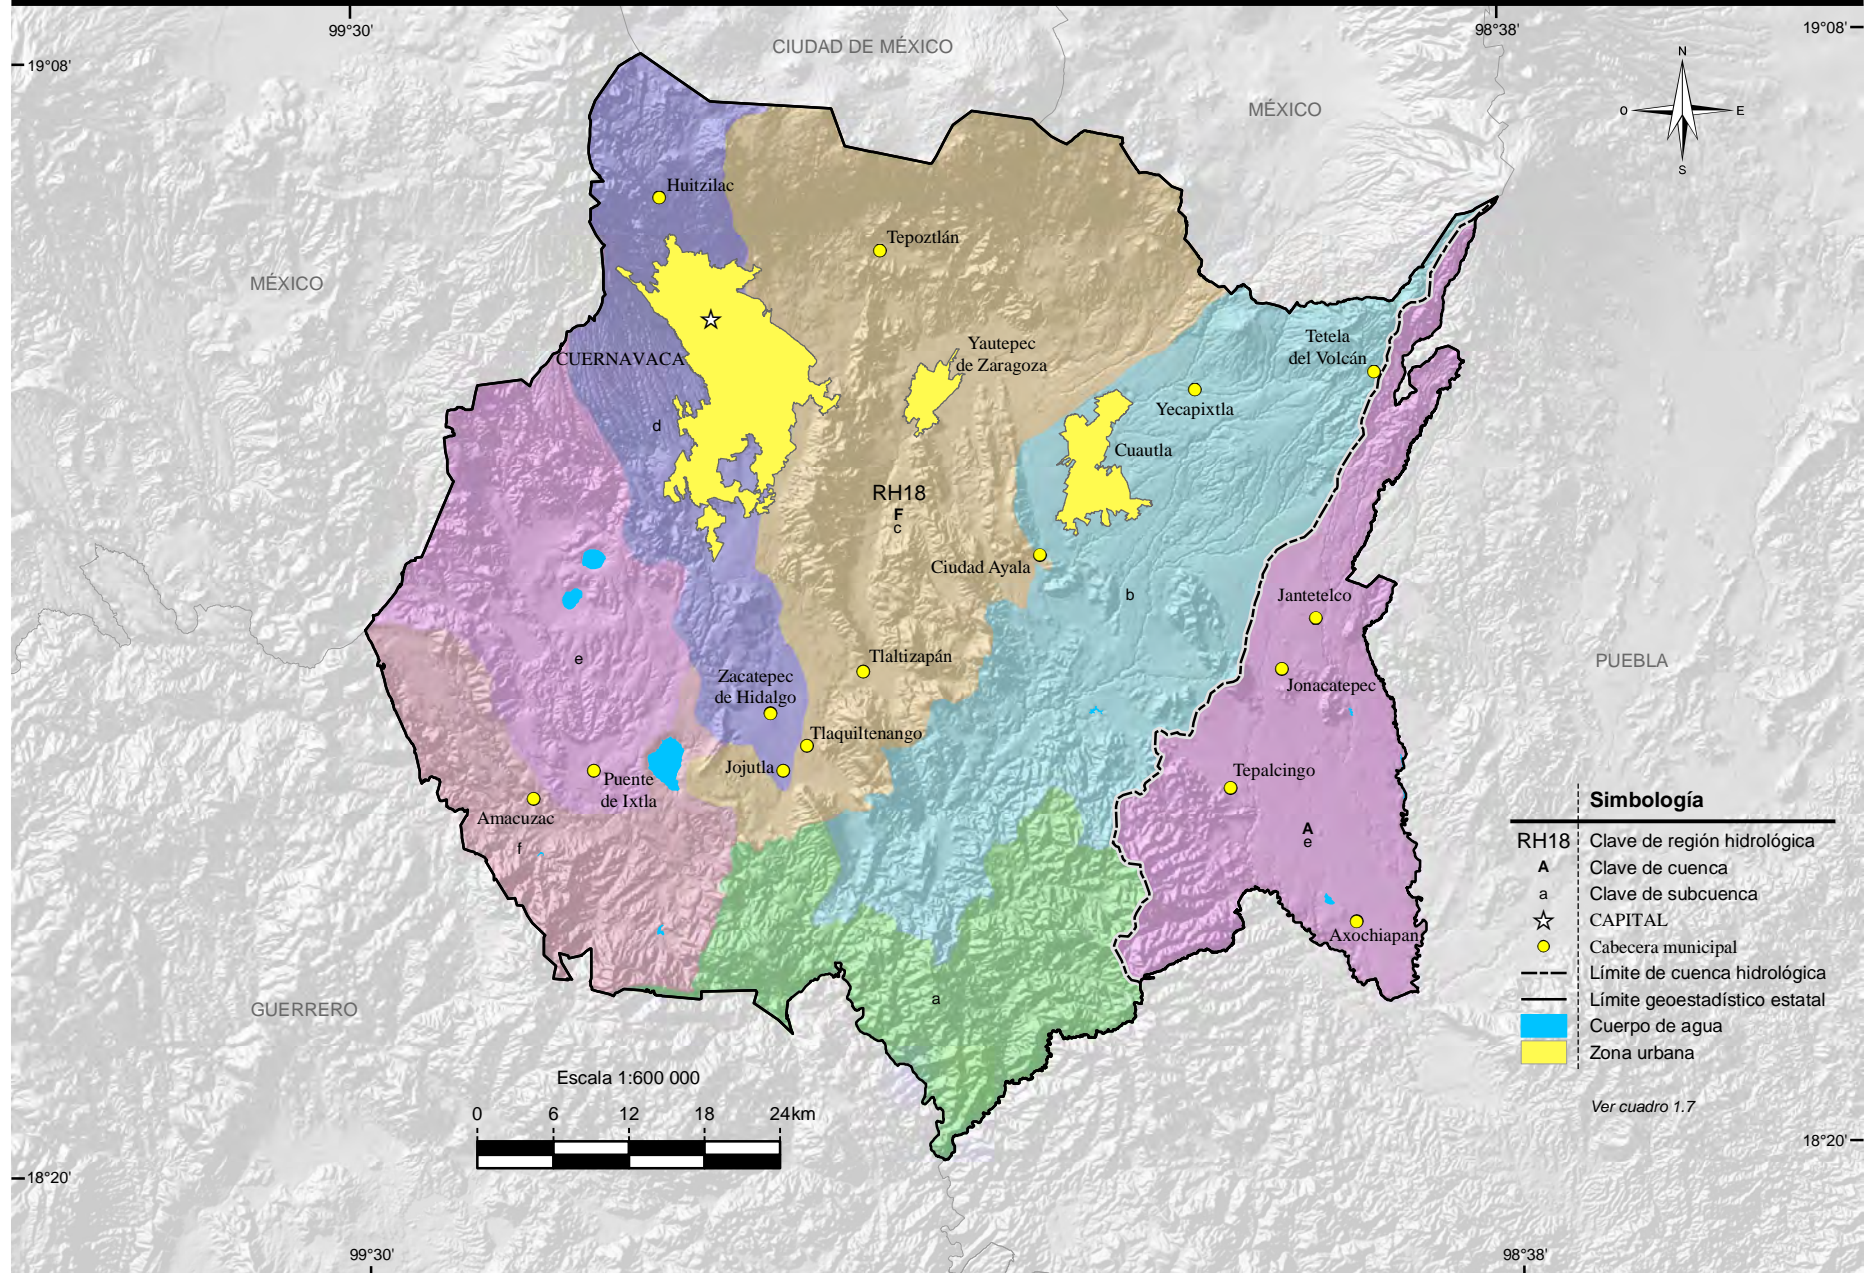 99°30'
98°38'
19°08'
CIUDAD DE MÉXICO
19°08'
N
MÉXICO
O
E
S
Huitzilac
Tepoztlán
MÉXICO
CUERNAVACA
Yautepec
de Zaragoza
Tetela
del Volcán
Yecapixtla
d
Cuautla
RH18
F
c
Ciudad Ayala
b
Jantetelco
e
Tlaltizapán
PUEBLA
Zacatepec
de Hidalgo
Jonacatepec
Tlaquiltenango
Jojutla
Puente
de Ixtla
Tepalcingo
Amacuzac
f
A
e
Axochiapan
a
GUERRERO
Simbología
RH18 Clave de región hidrológica
A Clave de cuenca
a Clave de subcuenca
CAPITAL
Cabecera municipal
Límite de cuenca hidrológica
Límite geoestadístico estatal
Cuerpo de agua
Zona urbana
Ver cuadro 1.7
Escala 1:600 000
0 6 12 18 24km
18°20'
18°20'
99°30'
98°38'